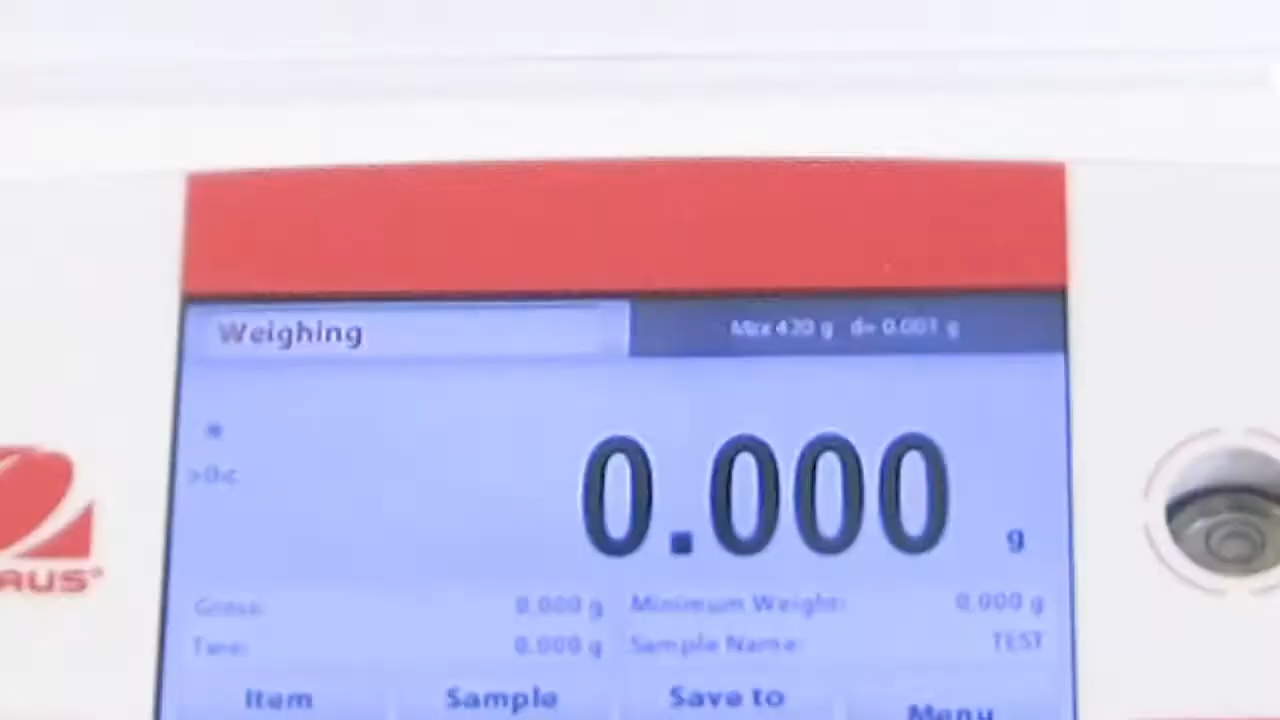 Weighing
Max 420 g d= 0.001 g
*
>0<
0.000 g
Gross: 0.000 g
Minimum Weight: 0.000 g
Tare: 0.000 g
Sample Name: TEST
Item
Sample
Save to
Menu
AUS®